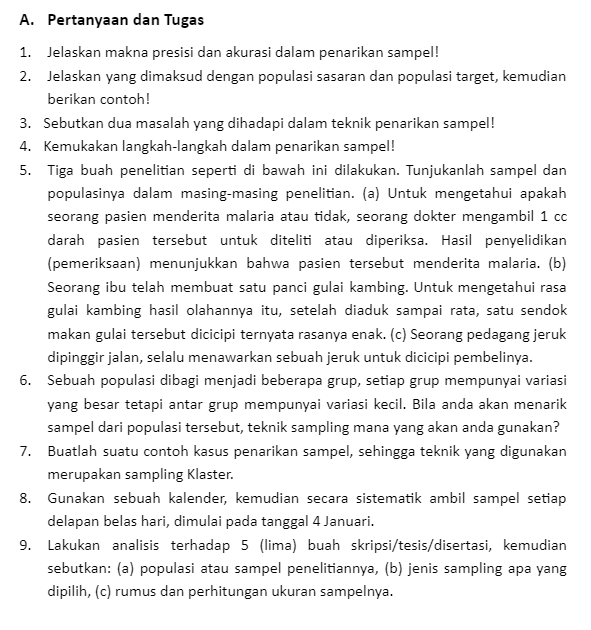 A. Pertanyaan dan Tugas
1. Jelaskan makna presisi dan akurasi dalam penarikan sampel!
2. Jelaskan yang dimaksud dengan populasi sasaran dan populasi target, kemudian
berikan contoh!
3. Sebutkan dua masalah yang dihadapi dalam teknik penarikan sampel!
4. Kemukakan langkah-langkah dalam penarikan sampel!
5. Tiga buah penelitian seperti di bawah ini dilakukan. Tunjukanlah sampel dan
populasinya dalam masing-masing penelitian. (a) Untuk mengetahui apakah
seorang pasien menderita malaria atau tidak, seorang dokter mengambil 1 cc
darah pasien tersebut untuk diteliti atau diperiksa. Hasil penyelidikan
(pemeriksaan) menunjukkan bahwa pasien tersebut menderita malaria. (b)
Seorang ibu telah membuat satu panci gulai kambing. Untuk mengetahui rasa
gulai kambing hasil olahannya itu, setelah diaduk sampai rata, satu sendok
makan gulai tersebut dicicipi ternyata rasanya enak. (c) Seorang pedagang jeruk
dipinggir jalan, selalu menawarkan sebuah jeruk untuk dicicipi pembelinya.
6. Sebuah populasi dibagi menjadi beberapa grup, setiap grup mempunyai variasi
yang besar tetapi antar grup mempunyai variasi kecil. Bila anda akan menarik
sampel dari populasi tersebut, teknik sampling mana yang akan anda gunakan?
7. Buatlah suatu contoh kasus penarikan sampel, sehingga teknik yang digunakan
merupakan sampling Klaster.
8. Gunakan sebuah kalender, kemudian secara sistematik ambil sampel setiap
delapan belas hari, dimulai pada tanggal 4 Januari.
9. Lakukan analisis terhadap 5 (lima) buah skripsi/tesis/disertasi, kemudian
sebutkan: (a) populasi atau sampel penelitiannya, (b) jenis sampling apa yang
dipilih, (c) rumus dan perhitungan ukuran sampelnya.